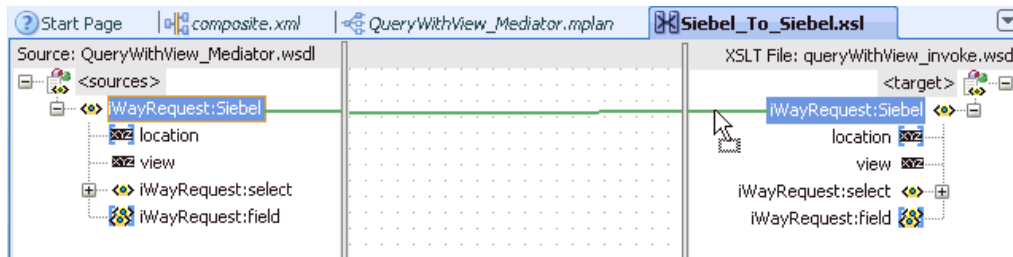 Start Page composite.xml QueryWithView_Mediator.mplan Siebel_To_Siebel.xsl
Source: QueryWithView_Mediator.wsdl XSLT File: queryWithView_invoke.wsd
<sources> <target>
iWayRequest:Siebel iWayRequest:Siebel
location location
view view
iWayRequest:select iWayRequest:select
iWayRequest:field iWayRequest:field